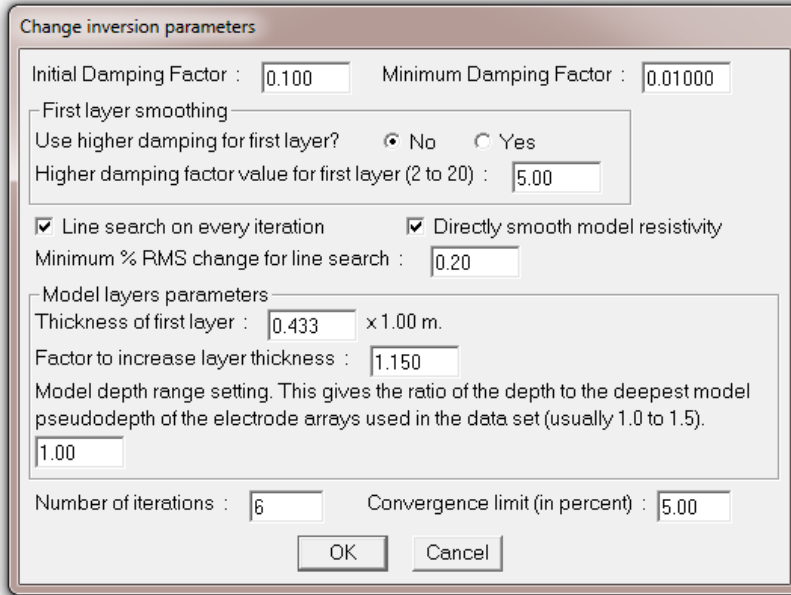 Change inversion parameters
Initial Damping Factor : 0.100 Minimum Damping Factor : 0.01000
First layer smoothing
Use higher damping for first layer? No Yes
Higher damping factor value for first layer (2 to 20) : 5.00
Line search on every iteration Directly smooth model resistivity
Minimum % RMS change for line search : 0.20
Model layers parameters
Thickness of first layer : 0.433 x 1.00 m.
Factor to increase layer thickness : 1.150
Model depth range setting. This gives the ratio of the depth to the deepest model
pseudodepth of the electrode arrays used in the data set (usually 1.0 to 1.5).
1.00
Number of iterations : 6 Convergence limit (in percent) : 5.00
OK Cancel